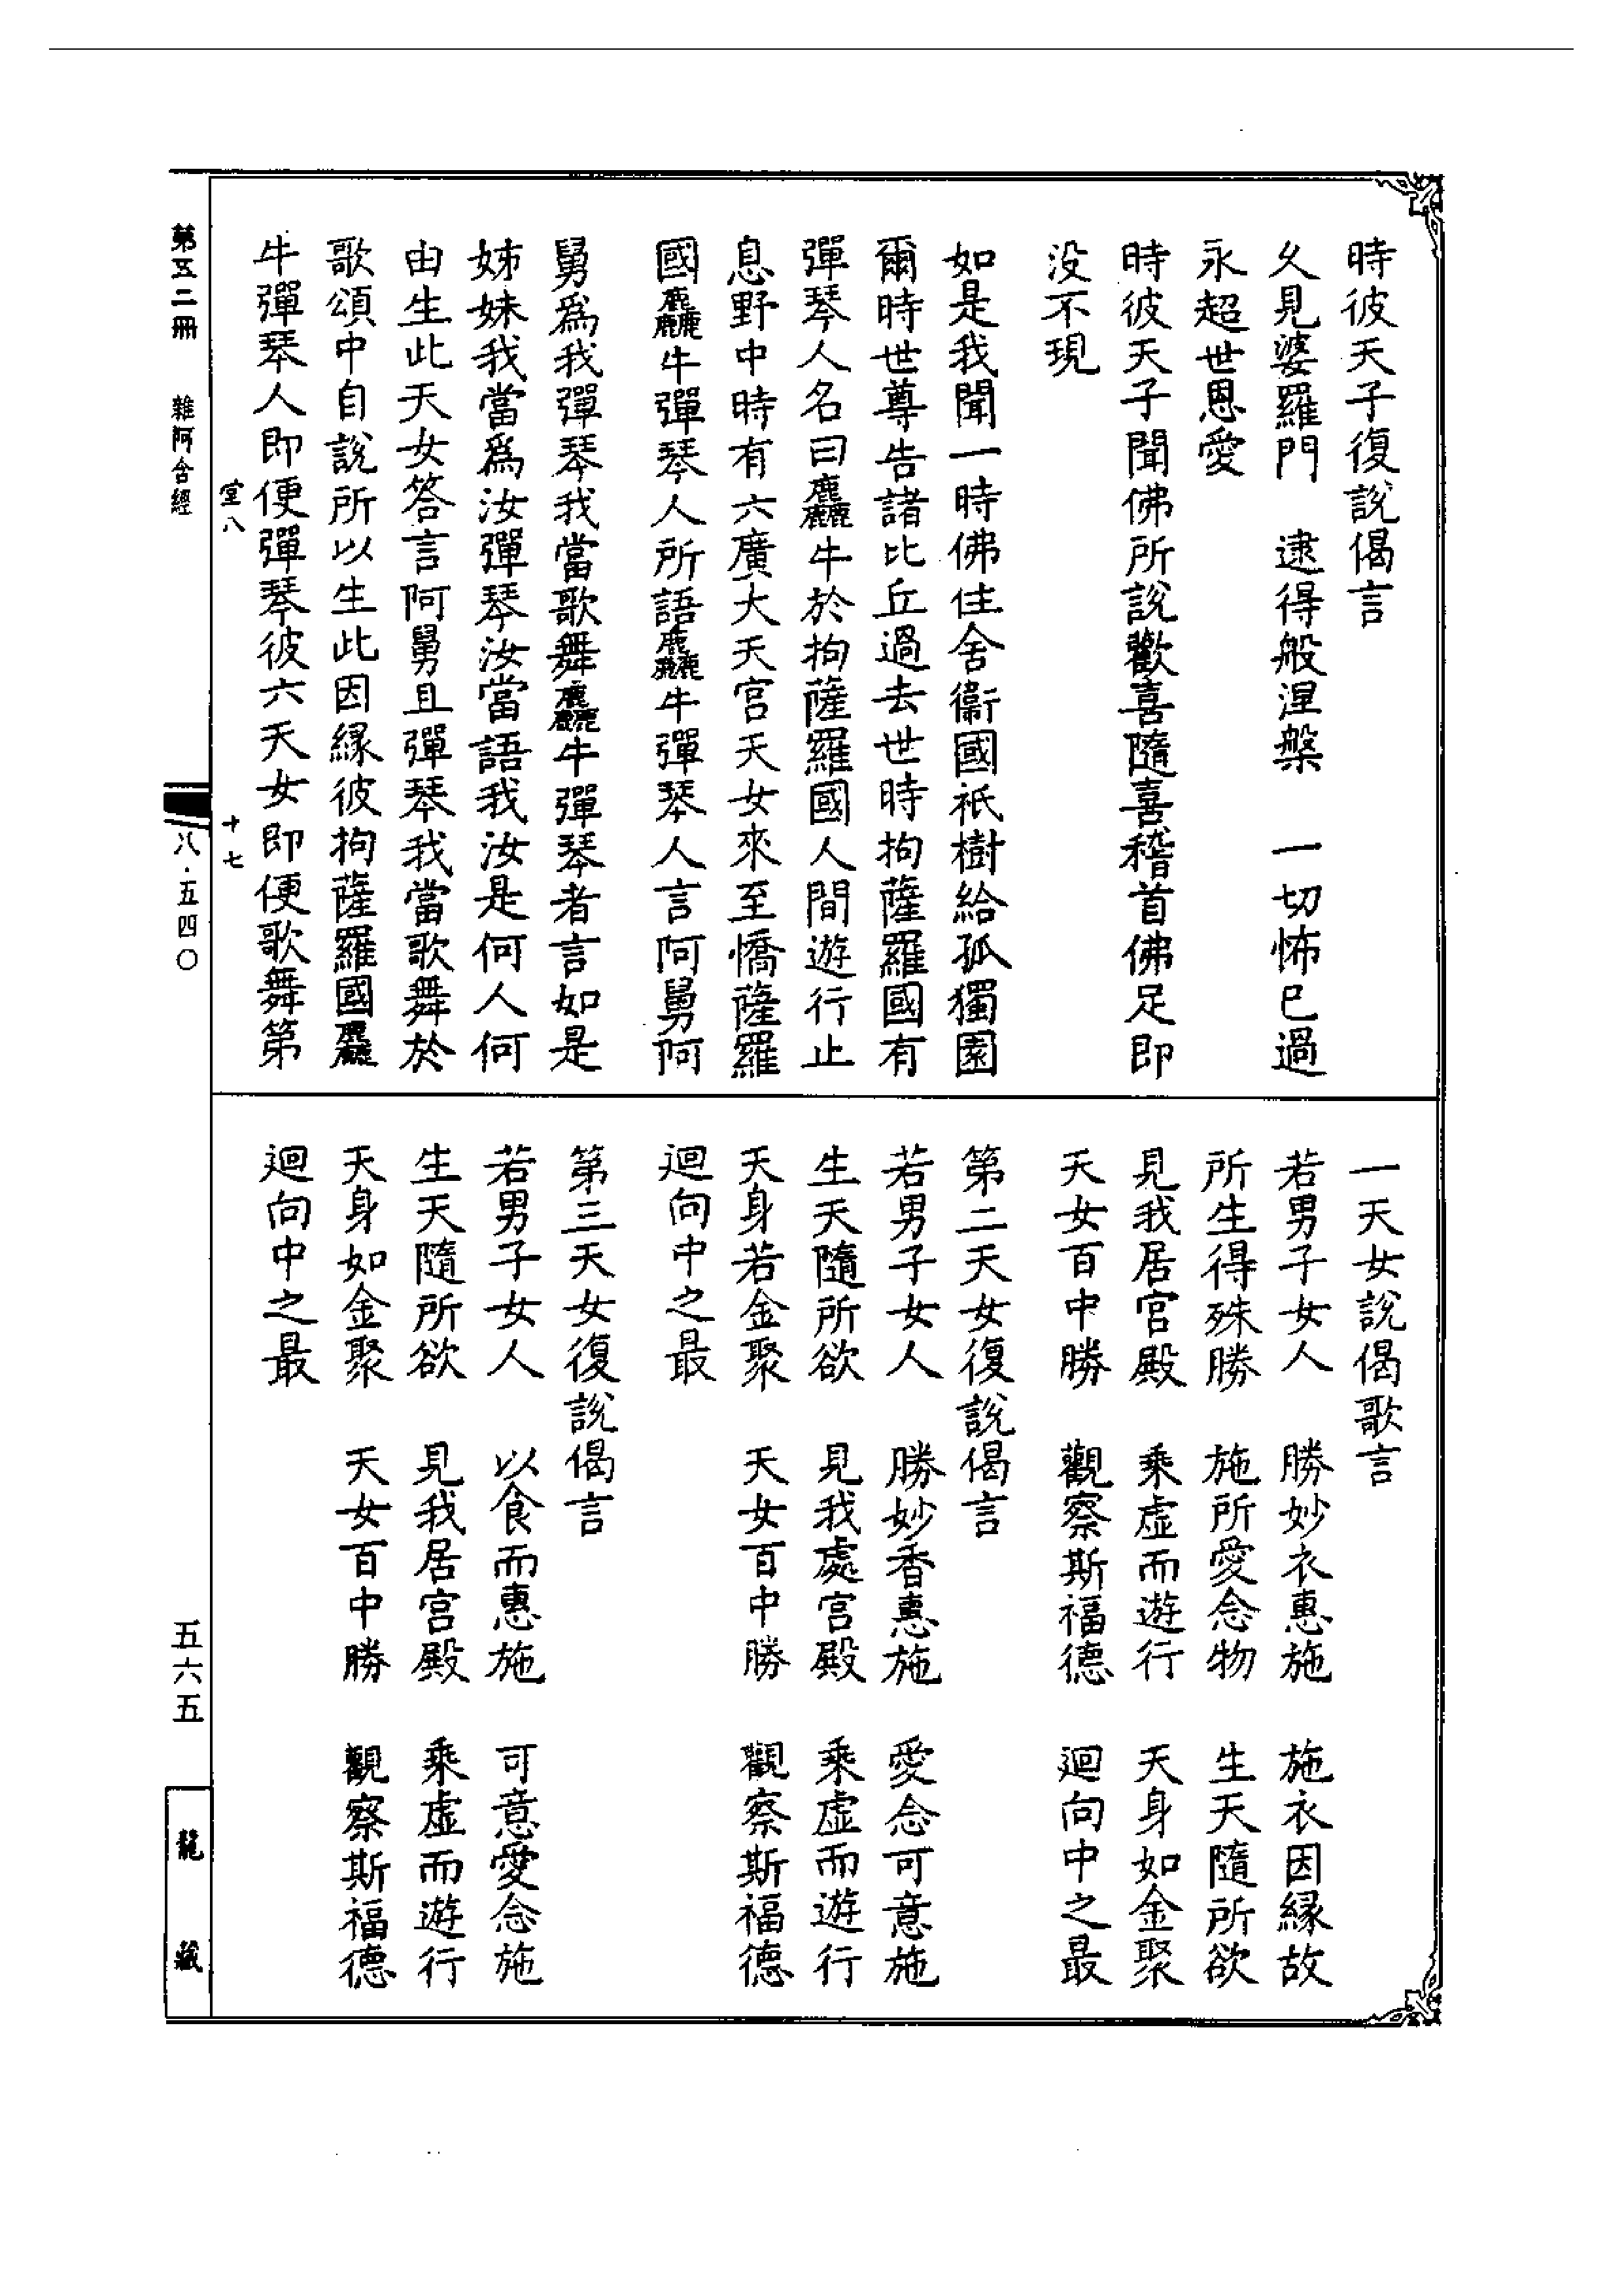 時彼天子復說偈言
久見婆羅門　逮得般涅槃　一切怖已過
永超世恩愛
時彼天子聞佛所說歡喜隨喜稽首佛足即
没不現
如是我聞一時佛住舍衞國祇樹給孤獨園
爾時世尊告諸比丘過去世時拘薩羅國有
彈琴人名曰麤牛於拘薩羅國人間遊行止
息野中時有六廣大天宮天女來至憍薩羅
國麤牛彈琴人所語麤牛彈琴人言阿舅阿
舅爲我彈琴我當歌舞麤牛彈琴者言如是
姊妹我當爲汝彈琴汝當語我汝是何人何
由生此天女答言阿舅且彈琴我當歌舞於
歌頌中自說所以生此因縁彼拘薩羅國麤
牛彈琴人即便彈琴彼六天女即便歌舞第
堂八　十七
一天女說偈歌言
若男子女人　勝妙衣惠施　施衣因縁故
所生得殊勝　施所愛念物　生天隨所欲
見我居宮殿　乘虛而遊行　天身如金聚
天女百中勝　觀察斯福德　迴向中之最
第二天女復說偈言
若男子女人　勝妙香惠施　愛念可意施
生天隨所欲　見我處宮殿　乘虛而遊行
天身若金聚　天女百中勝　觀察斯福德
迴向中之最
第三天女復說偈言
若男子女人　以食而惠施　可意愛念施
生天隨所欲　見我居宮殿　乘虛而遊行
天身如金聚　天女百中勝　觀察斯福德
迴向中之最
第五二冊　雜阿含經　八·五四〇　五六五　龍藏